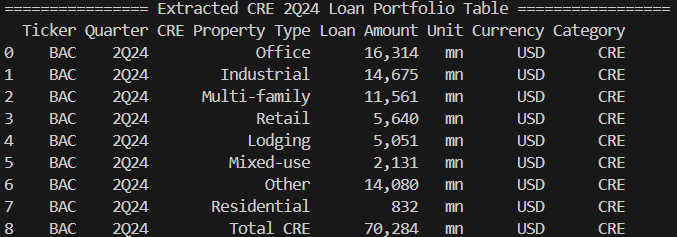 ================ Extracted CRE 2Q24 Loan Portfolio Table =================
Ticker Quarter CRE Property Type Loan Amount Unit Currency Category
0 BAC 2Q24 Office 16,314 mn USD CRE
1 BAC 2Q24 Industrial 14,675 mn USD CRE
2 BAC 2Q24 Multi-family 11,561 mn USD CRE
3 BAC 2Q24 Retail 5,640 mn USD CRE
4 BAC 2Q24 Lodging 5,051 mn USD CRE
5 BAC 2Q24 Mixed-use 2,131 mn USD CRE
6 BAC 2Q24 Other 14,080 mn USD CRE
7 BAC 2Q24 Residential 832 mn USD CRE
8 BAC 2Q24 Total CRE 70,284 mn USD CRE